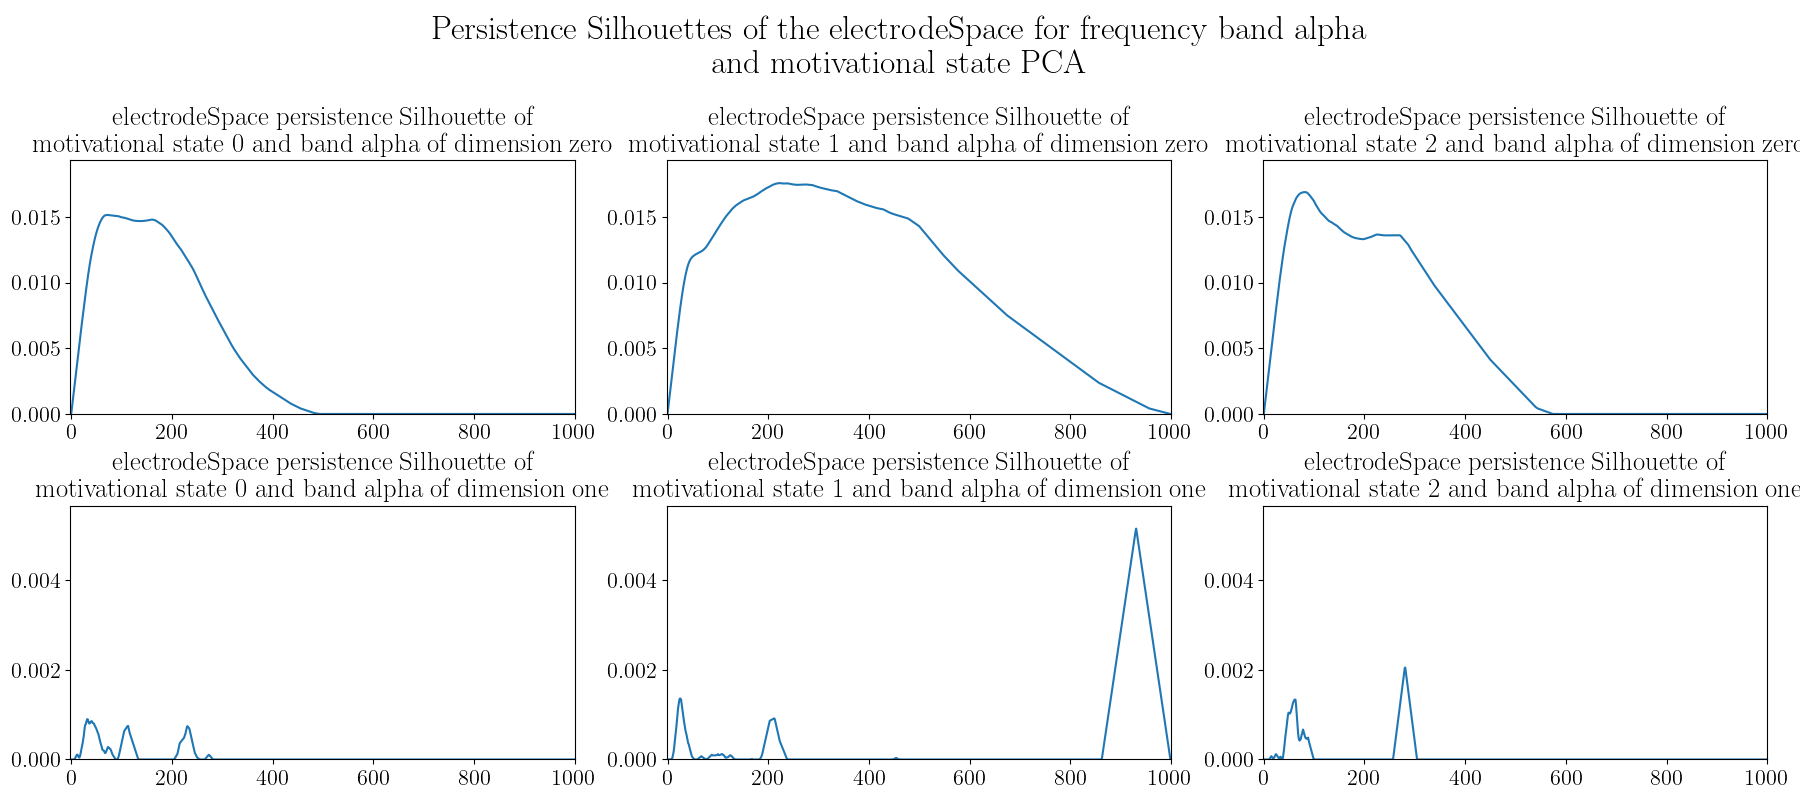 Persistence Silhouettes of the electrodeSpace for frequency band alpha
and motivational state PCA
electrodeSpace persistence Silhouette of
motivational state 0 and band alpha of dimension zero
electrodeSpace persistence Silhouette of
motivational state 1 and band alpha of dimension zero
electrodeSpace persistence Silhouette of
motivational state 2 and band alpha of dimension zero
0.015
0.010
0.005
0.000
0 200 400 600 800 1000
0.015
0.010
0.005
0.000
0 200 400 600 800 1000
0.015
0.010
0.005
0.000
0 200 400 600 800 1000
electrodeSpace persistence Silhouette of
motivational state 0 and band alpha of dimension one
electrodeSpace persistence Silhouette of
motivational state 1 and band alpha of dimension one
electrodeSpace persistence Silhouette of
motivational state 2 and band alpha of dimension one
0.004
0.002
0.000
0 200 400 600 800 1000
0.004
0.002
0.000
0 200 400 600 800 1000
0.004
0.002
0.000
0 200 400 600 800 1000